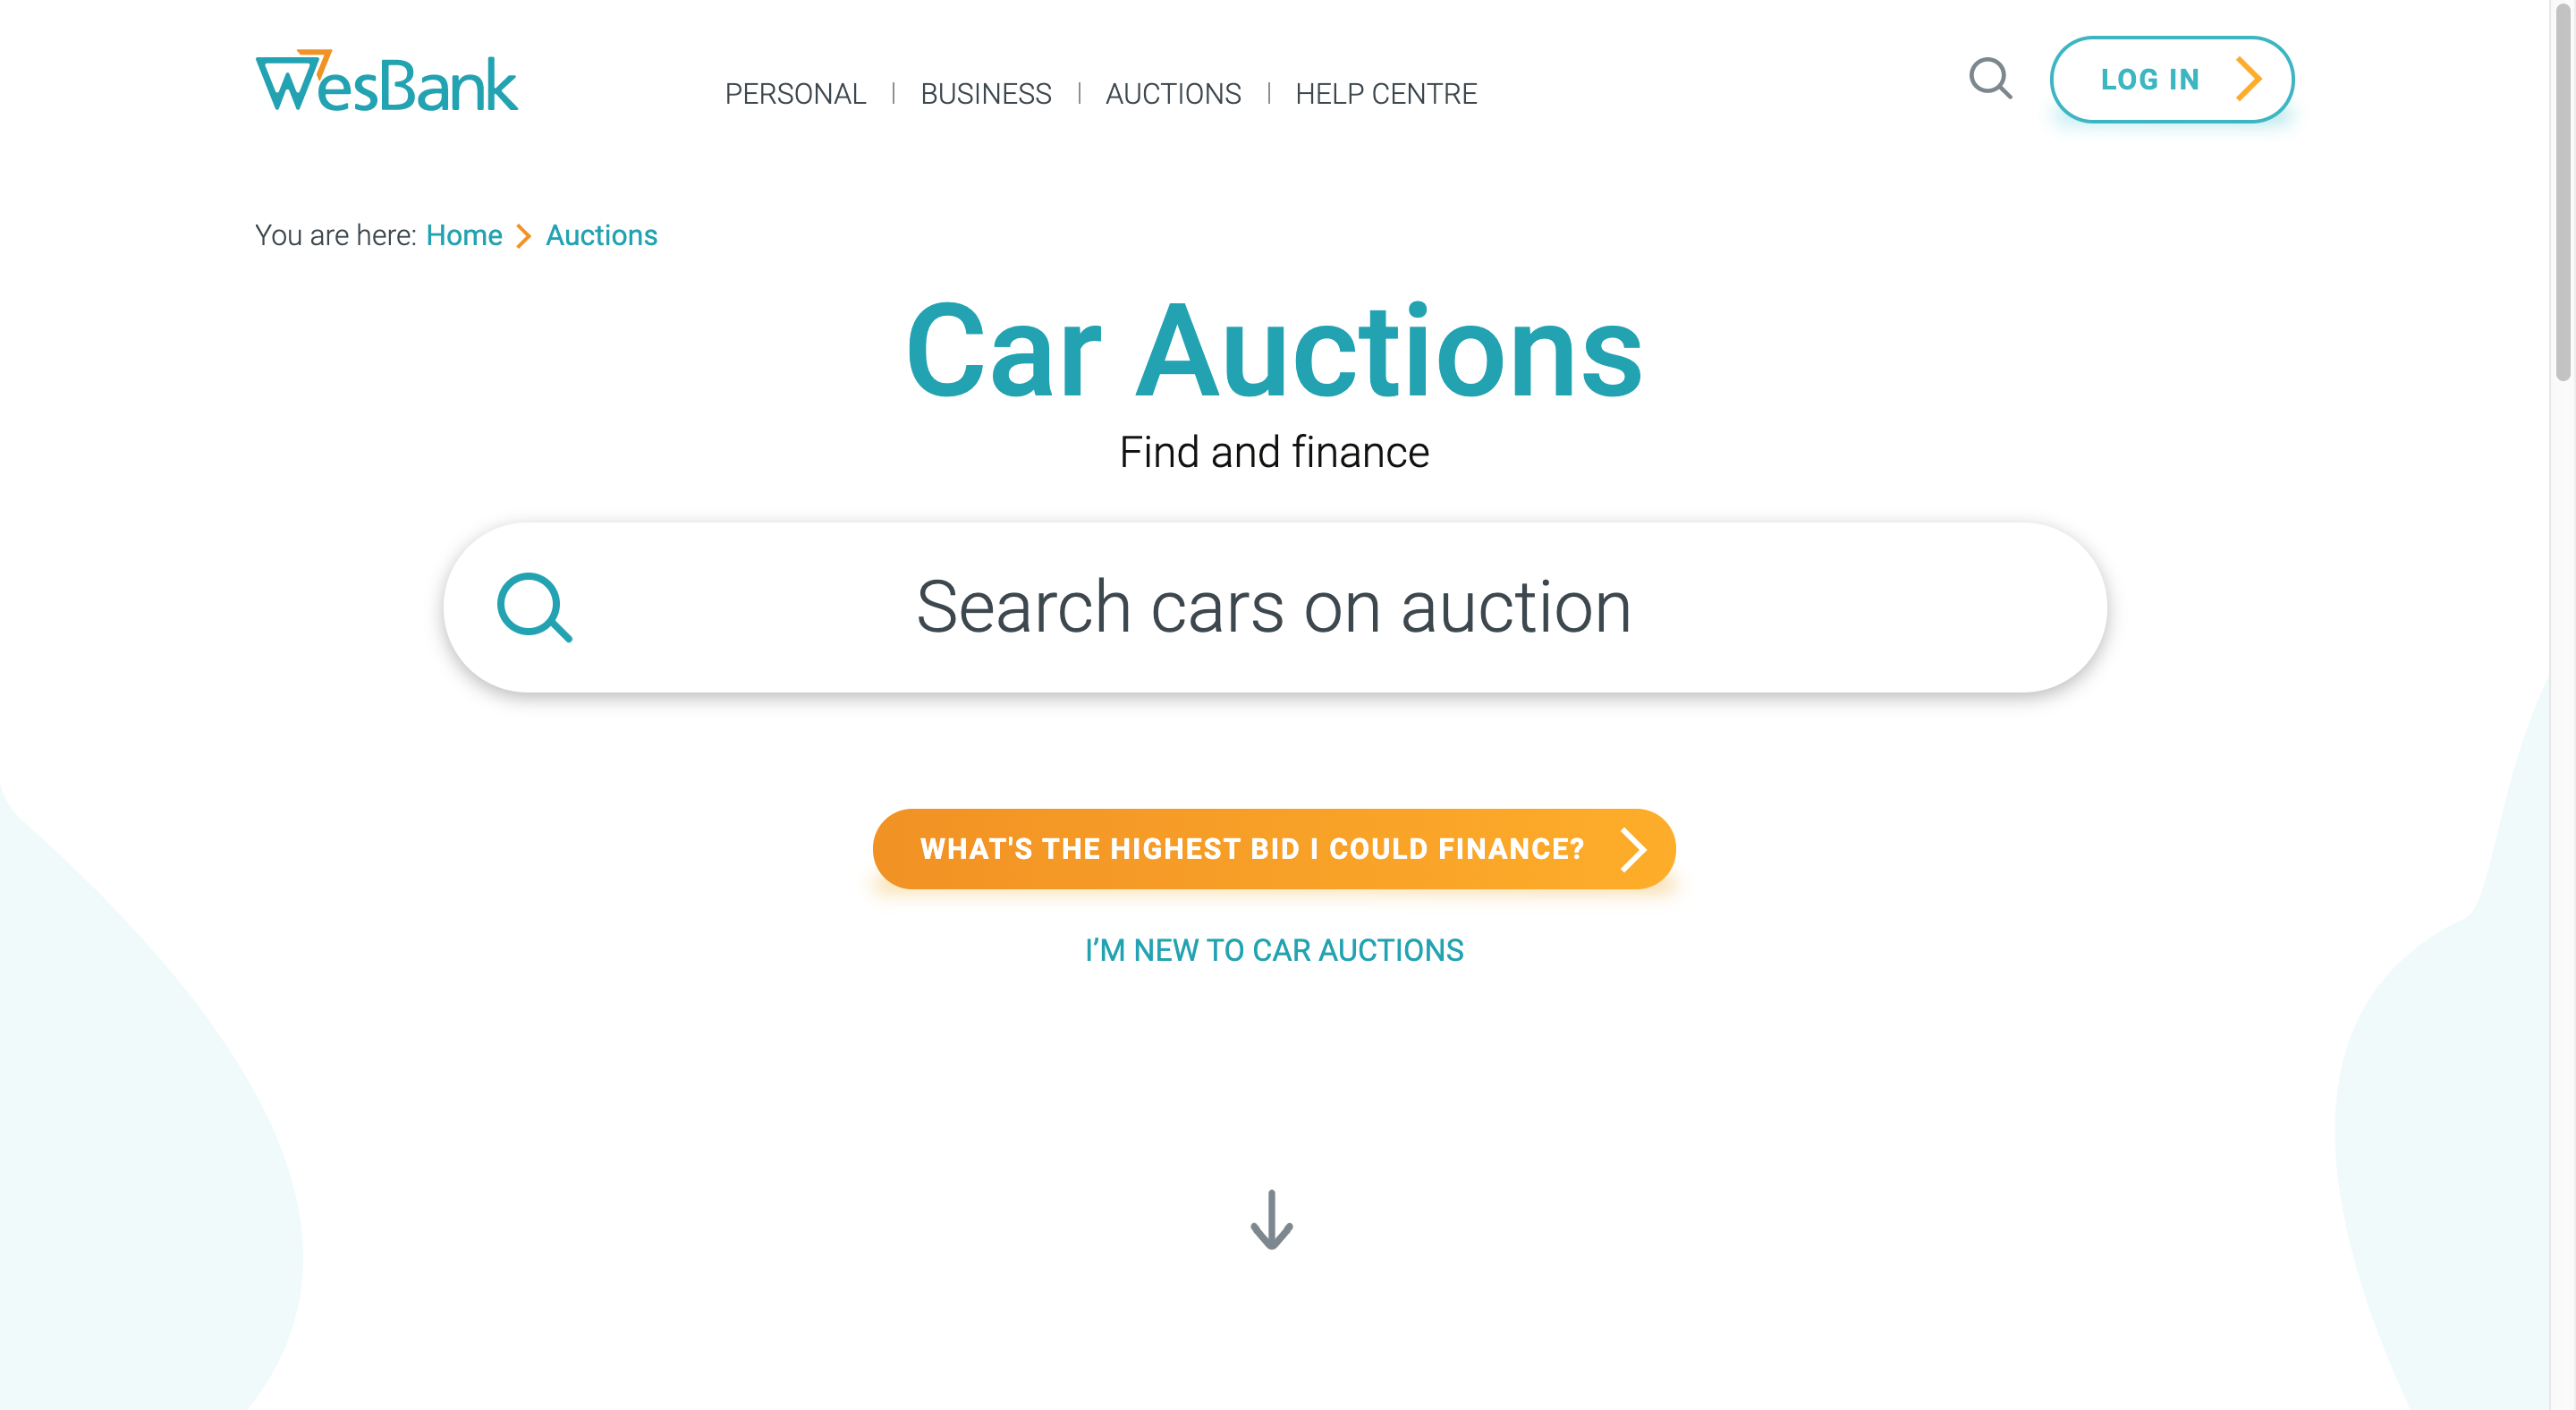 WesBank
PERSONAL | BUSINESS | AUCTIONS | HELP CENTRE
LOG IN
You are here: Home > Auctions
Car Auctions
Find and finance
Search cars on auction
WHAT'S THE HIGHEST BID I COULD FINANCE?
I’M NEW TO CAR AUCTIONS